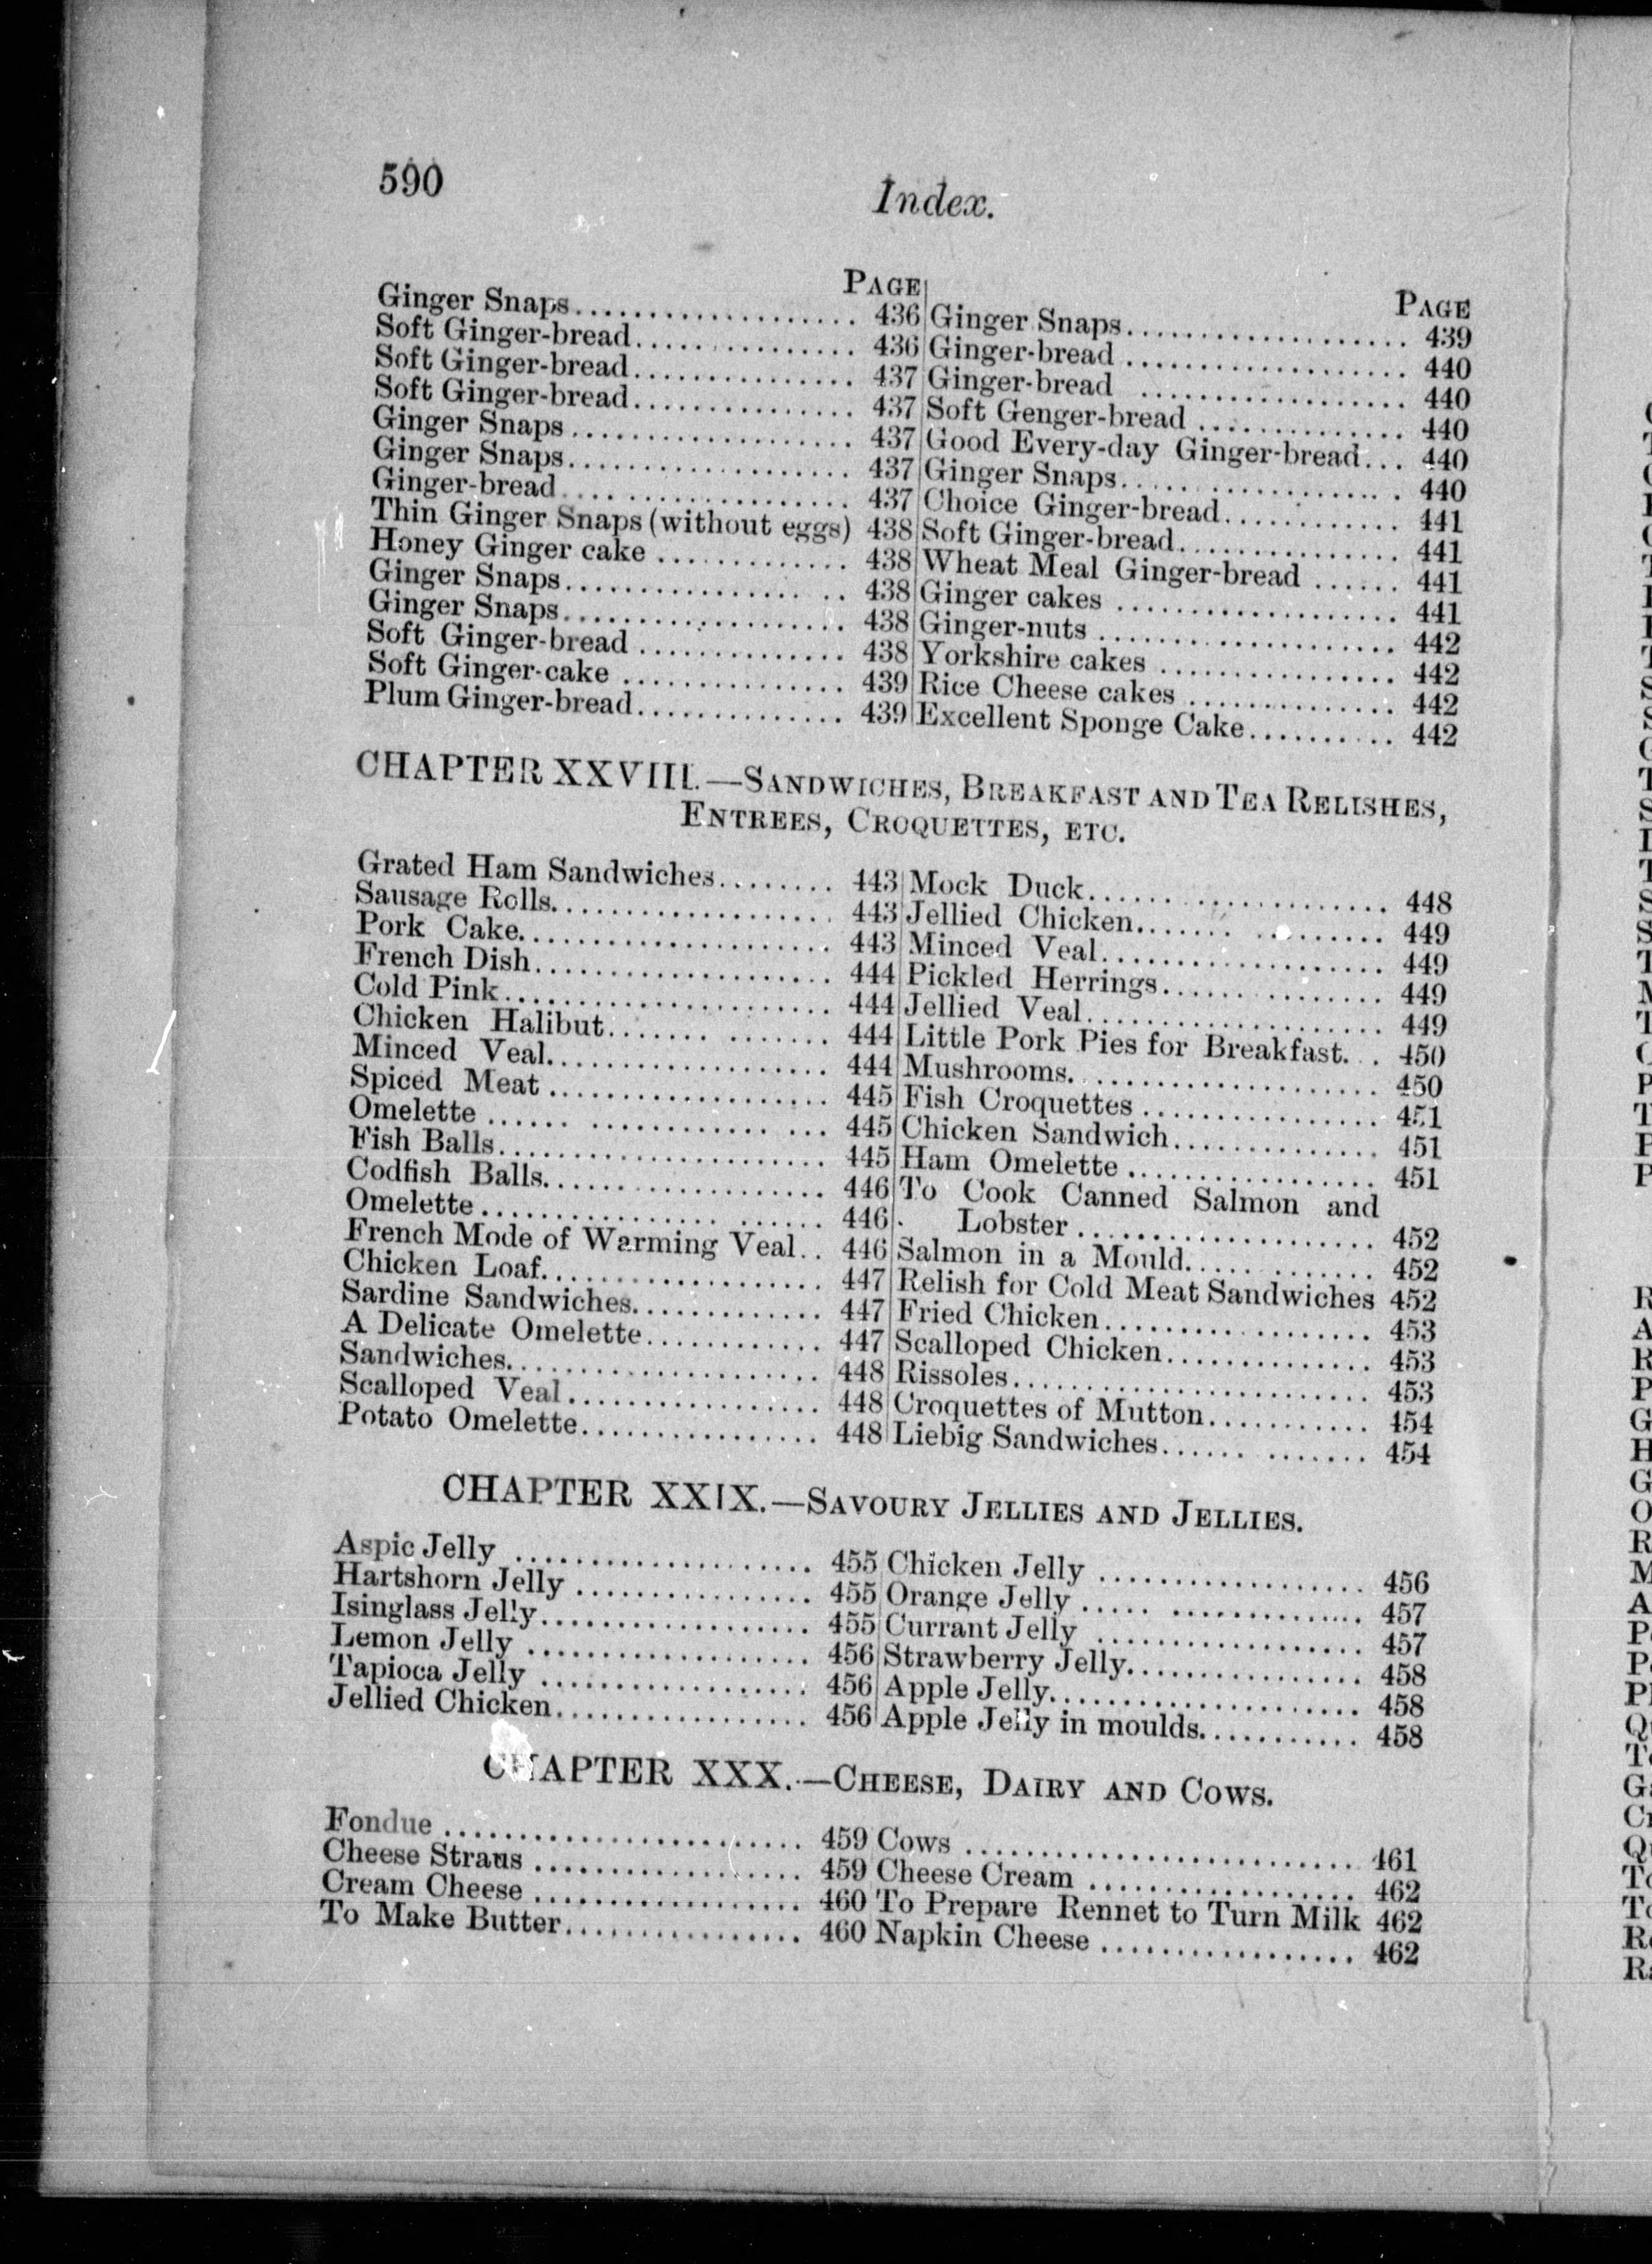 590
Index.
PAGE
Ginger Snaps.................... 436
Soft Ginger-bread............... 436
Soft Ginger-bread............... 437
Soft Ginger-bread............... 437
Ginger Snaps.................... 437
Ginger Snaps.................... 437
Ginger-bread.................... 437
Thin Ginger Snaps (without eggs) 438
Honey Ginger cake .............. 438
Ginger Snaps.................... 438
Ginger Snaps.................... 438
Soft Ginger-bread .............. 438
Soft Ginger-cake ............... 439
Plum Ginger-bread............... 439
PAGE
Ginger Snaps.................... 439
Ginger-bread ................... 440
Ginger-bread ................... 440
Soft Genger-bread .............. 440
Good Every-day Ginger-bread... 440
Ginger Snaps.................... 440
Choice Ginger-bread............. 441
Soft Ginger-bread............... 441
Wheat Meal Ginger-bread ...... 441
Ginger cakes ................... 441
Ginger-nuts .................... 442
Yorkshire cakes ................ 442
Rice Cheese cakes .............. 442
Excellent Sponge Cake.......... 442
CHAPTER XXVIII.—SANDWICHES, BREAKFAST AND TEA RELISHES,
ENTREES, CROQUETTES, ETC.
Grated Ham Sandwiches........ 443
Sausage Rolls................... 443
Pork Cake....................... 443
French Dish..................... 444
Cold Pink....................... 444
Chicken Halibut................. 444
Minced Veal..................... 444
Spiced Meat .................... 445
Omelette ....................... 445
Fish Balls...................... 445
Codfish Balls................... 446
Omelette........................ 446
French Mode of Warming Veal.. 446
Chicken Loaf.................... 447
Sardine Sandwiches.............. 447
A Delicate Omelette............. 447
Sandwiches...................... 448
Scalloped Veal.................. 448
Potato Omelette................. 448
Mock Duck....................... 448
Jellied Chicken................. 449
Minced Veal..................... 449
Pickled Herrings................ 449
Jellied Veal.................... 449
Little Pork Pies for Breakfast... 450
Mushrooms....................... 450
Fish Croquettes ................ 451
Chicken Sandwich................ 451
Ham Omelette ................... 451
To Cook Canned Salmon and
Lobster ........................ 452
Salmon in a Mould............... 452
Relish for Cold Meat Sandwiches 452
Fried Chicken................... 453
Scalloped Chicken............... 453
Rissoles........................ 453
Croquettes of Mutton............ 454
Liebig Sandwiches............... 454
CHAPTER XXIX.—SAVOURY JELLIES AND JELLIES.
Aspic Jelly .................... 455
Hartshorn Jelly ................ 455
Isinglass Jelly................. 455
Lemon Jelly .................... 456
Tapioca Jelly .................. 456
Jellied Chicken................. 456
Chicken Jelly .................. 456
Orange Jelly ................... 457
Currant Jelly .................. 457
Strawberry Jelly................ 458
Apple Jelly..................... 458
Apple Jelly in moulds........... 458
CHAPTER XXX.—CHEESE, DAIRY AND COWS.
Fondue ......................... 459
Cheese Straus .................. 459
Cream Cheese ................... 460
To Make Butter.................. 460
Cows ........................... 461
Cheese Cream ................... 462
To Prepare Rennet to Turn Milk 462
Napkin Cheese .................. 462